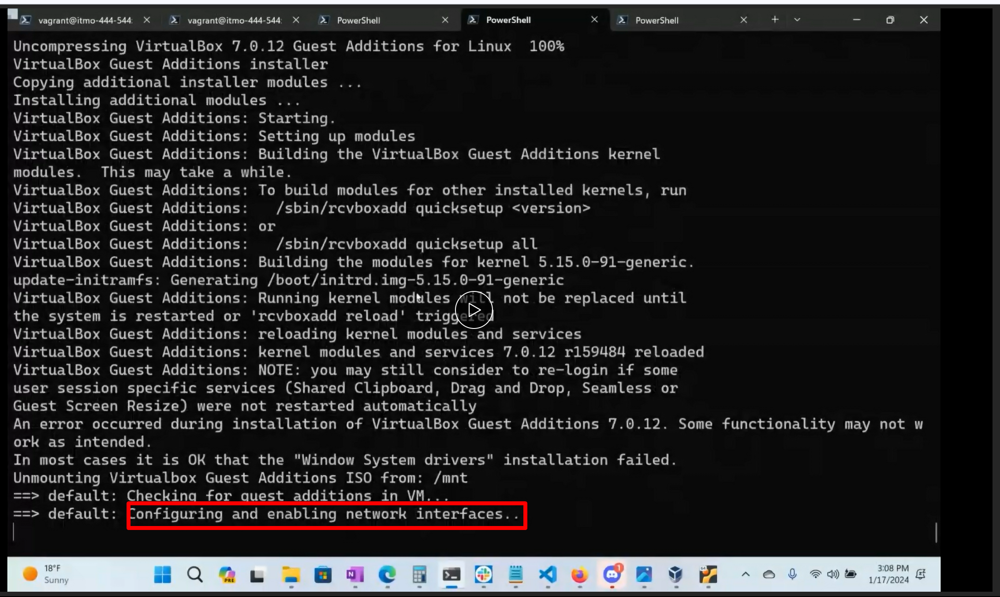 vagrant@itmo-444-544:
vagrant@itmo-444-544:
PowerShell
PowerShell
PowerShell
Uncompressing VirtualBox 7.0.12 Guest Additions for Linux  100%
VirtualBox Guest Additions installer
Copying additional installer modules ...
Installing additional modules ...
VirtualBox Guest Additions: Starting.
VirtualBox Guest Additions: Setting up modules
VirtualBox Guest Additions: Building the VirtualBox Guest Additions kernel
modules.  This may take a while.
VirtualBox Guest Additions: To build modules for other installed kernels, run
VirtualBox Guest Additions:   /sbin/rcvboxadd quicksetup <version>
VirtualBox Guest Additions: or
VirtualBox Guest Additions:   /sbin/rcvboxadd quicksetup all
VirtualBox Guest Additions: Building the modules for kernel 5.15.0-91-generic.
update-initramfs: Generating /boot/initrd.img-5.15.0-91-generic
VirtualBox Guest Additions: Running kernel modules will not be replaced until
the system is restarted or 'rcvboxadd reload' triggered
VirtualBox Guest Additions: reloading kernel modules and services
VirtualBox Guest Additions: kernel modules and services 7.0.12 r159484 reloaded
VirtualBox Guest Additions: NOTE: you may still consider to re-login if some
user session specific services (Shared Clipboard, Drag and Drop, Seamless or
Guest Screen Resize) were not restarted automatically
An error occurred during installation of VirtualBox Guest Additions 7.0.12. Some functionality may not w
ork as intended.
In most cases it is OK that the "Window System drivers" installation failed.
Unmounting Virtualbox Guest Additions ISO from: /mnt
==> default: Checking for guest additions in VM...
==> default: Configuring and enabling network interfaces..
18°F
Sunny
PRE
N
1
64
3:08 PM
1/17/2024